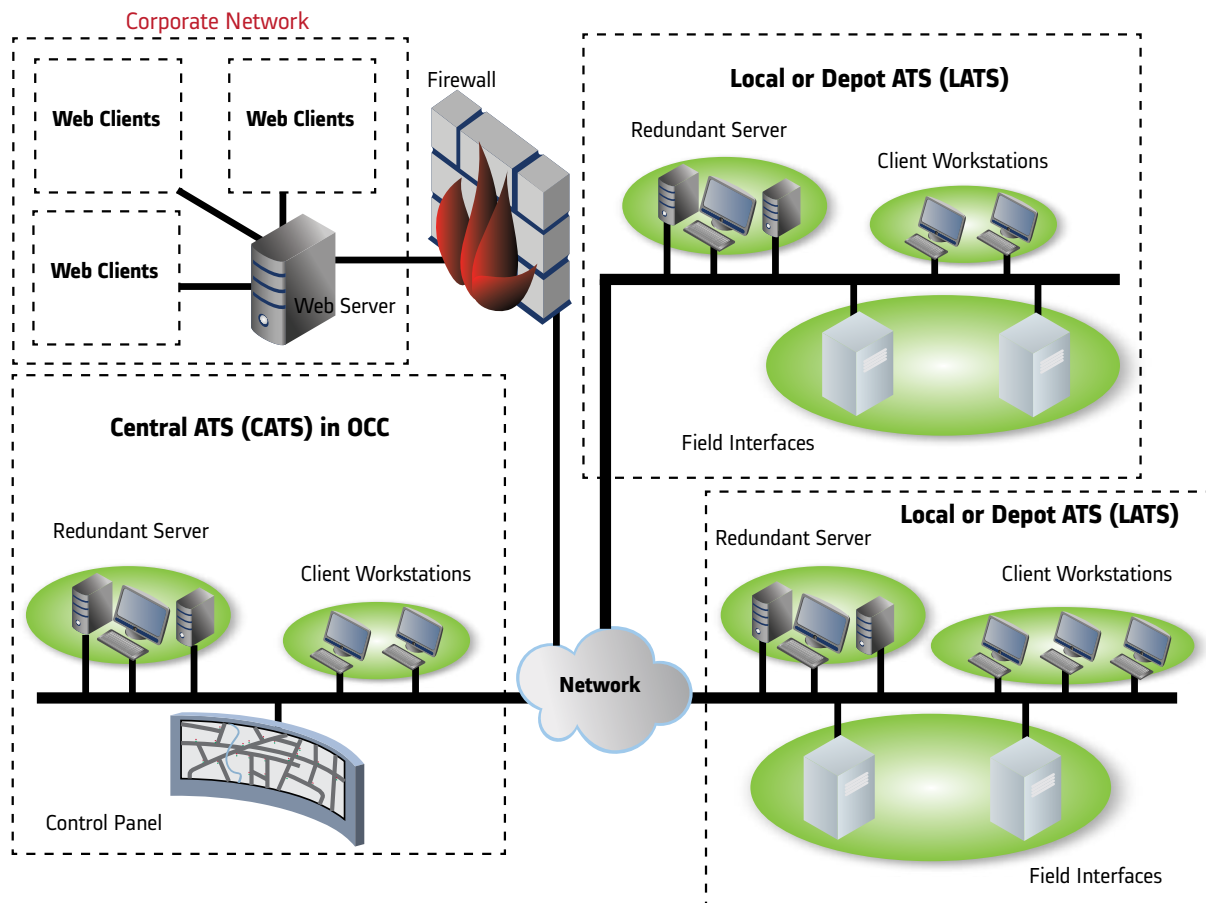 Corporate Network
Web Clients
Web Clients
Web Clients
Web Server
Firewall
Local or Depot ATS (LATS)
Redundant Server
Client Workstations
Field Interfaces
Central ATS (CATS) in OCC
Redundant Server
Client Workstations
Control Panel
Network
Local or Depot ATS (LATS)
Redundant Server
Client Workstations
Field Interfaces